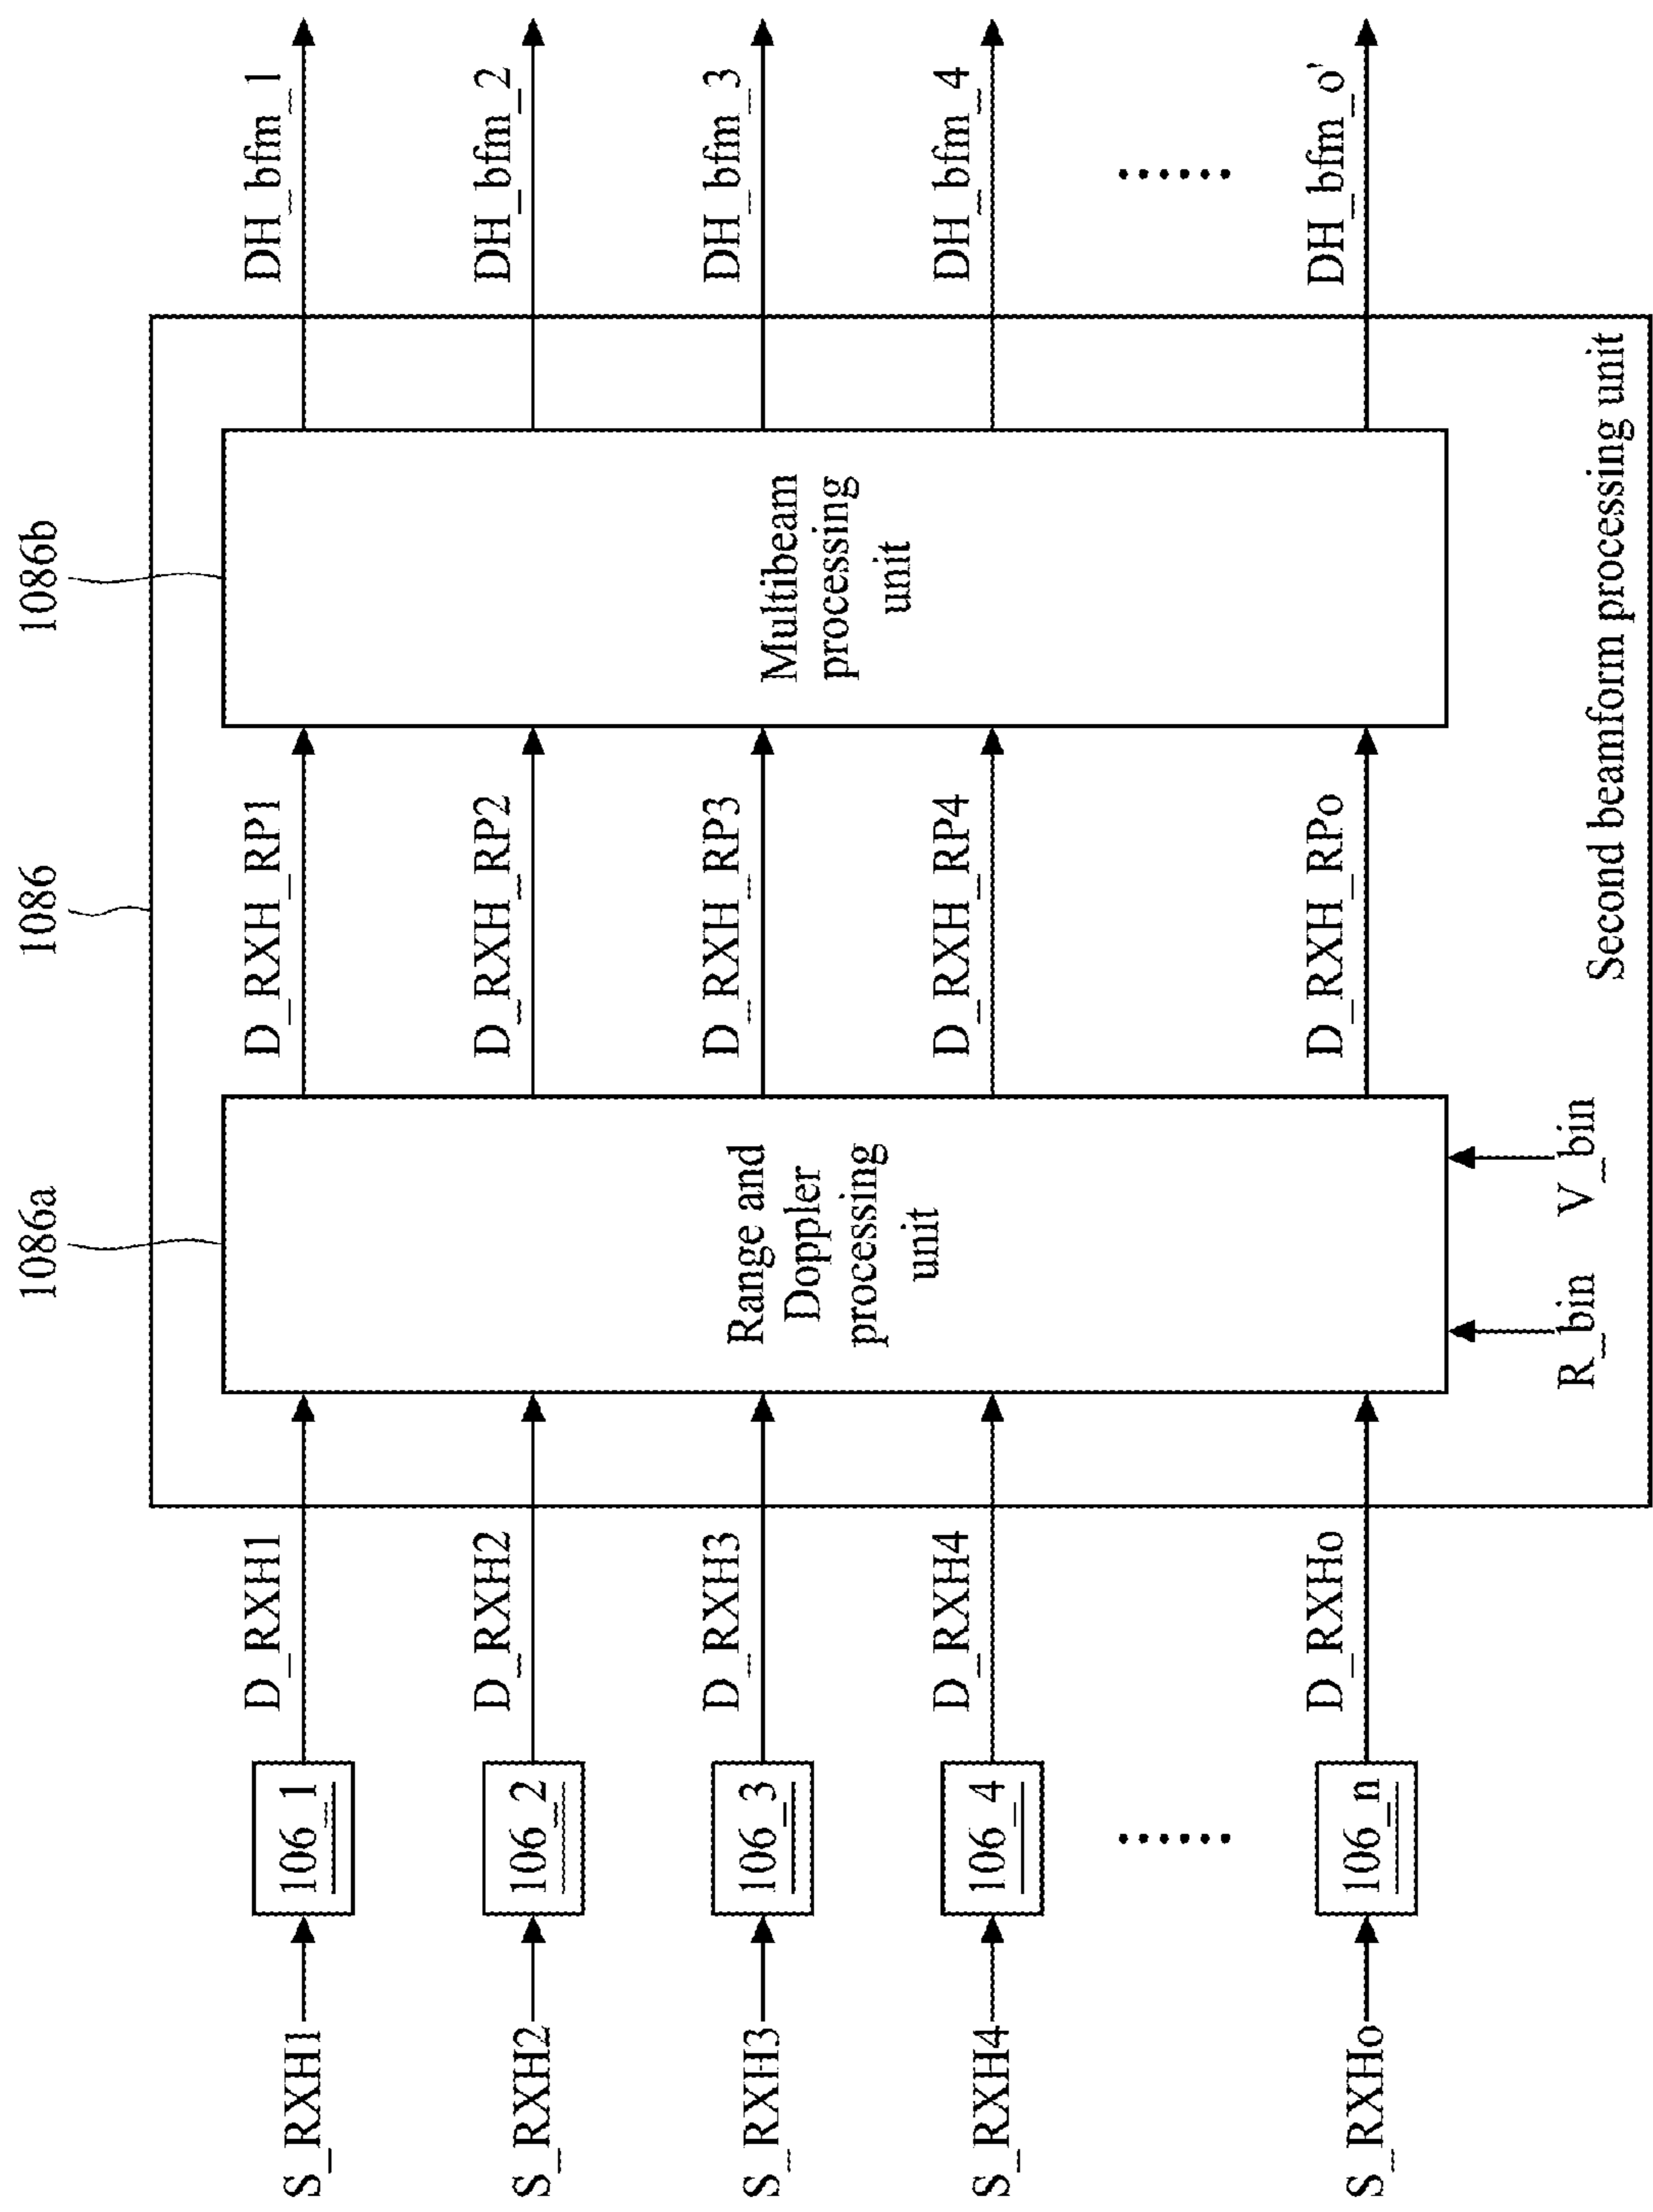 1086a
1086
1086b
S_RXH1
106_1
D_RXH1
D_RXH_RP1
DH_bfm_1
S_RXH2
106_2
D_RXH2
D_RXH_RP2
DH_bfm_2
S_RXH3
106_3
D_RXH3
D_RXH_RP3
DH_bfm_3
S_RXH4
106_4
D_RXH4
D_RXH_RP4
DH_bfm_4
S_RXHo
106_n
D_RXHo
D_RXH_RPo
DH_bfm_o'
Range and
Doppler
processing
unit
Multibeam
processing
unit
......
......
R_bin
V_bin
Second beamform processing unit